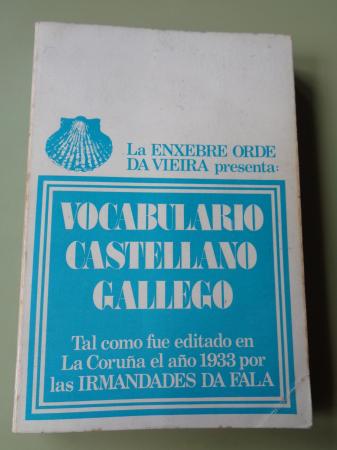 La ENXEBRE ORDE
DA VIEIRA presenta:
VOCABULARIO
CASTELLANO
GALLEGO
Tal como fue editado en
La Coruña el año 1933 por
las IRMANDADES DA FALA